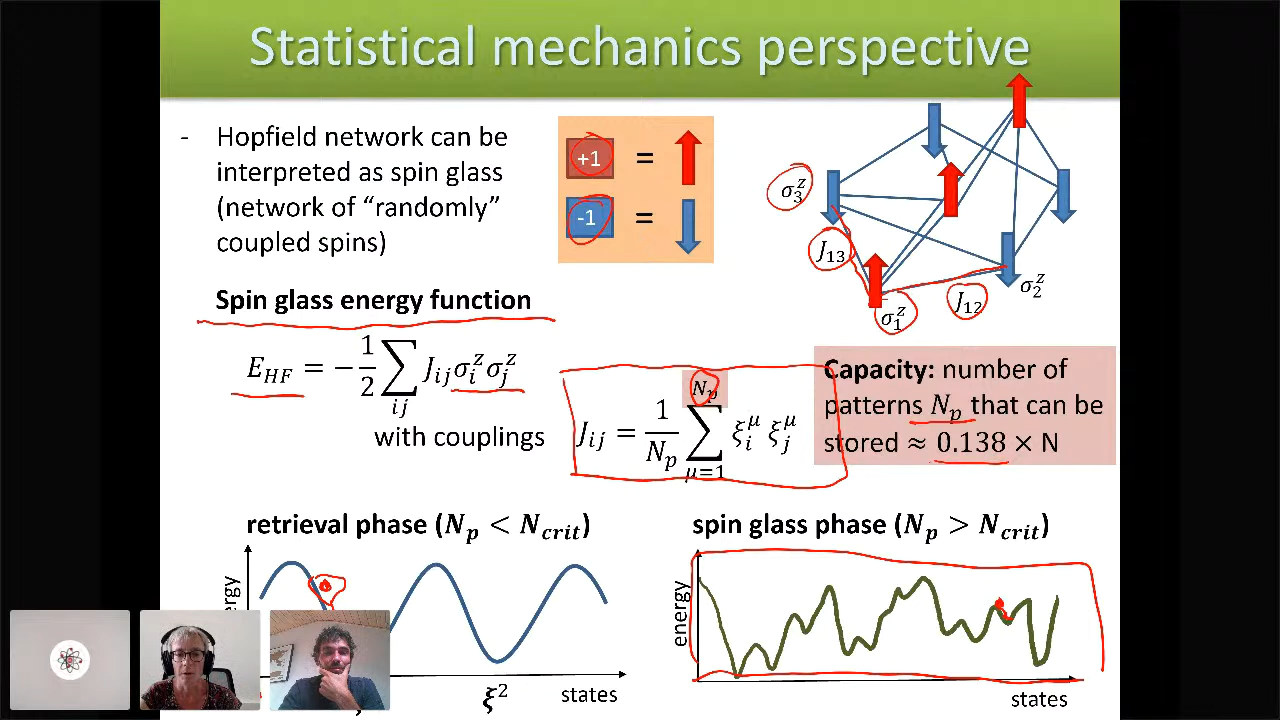 Statistical mechanics perspective
- Hopfield network can be
interpreted as spin glass
(network of “randomly”
coupled spins)
+1 =
-1 =
σ₃ᶻ
J₁₃
σ₁ᶻ
J₁₂
σ₂ᶻ
Spin glass energy function
E_HF = −1/2 ∑_ij J_ij σ_i^z σ_j^z
with couplings
J_ij = 1/N_p ∑_{μ=1}^{N_p} ξ_i^μ ξ_j^μ
Capacity: number of
patterns N_p that can be
stored ≈ 0.138 × N
retrieval phase (N_p < N_crit)
ξ²
states
spin glass phase (N_p > N_crit)
energy
states